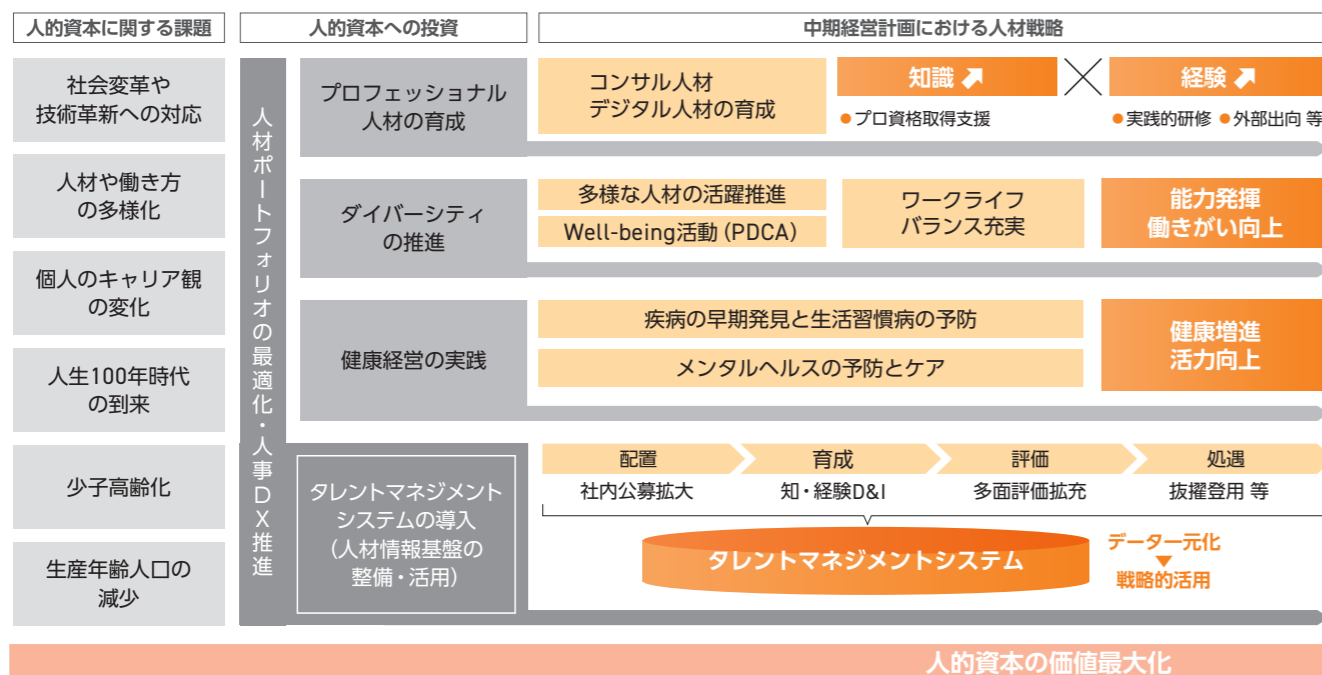 人的資本に関する課題
人的資本への投資
中期経営計画における人材戦略
社会変革や
技術革新への対応
人材や働き方
の多様化
個人のキャリア観
の変化
人生100年時代
の到来
少子高齢化
生産年齢人口の
減少
人材ポートフォリオの最適化・人事DX推進
プロフェッショナル
人材の育成
コンサル人材
デジタル人材の育成
知識
●プロ資格取得支援
経験
●実践的研修 ●外部出向 等
ダイバーシティ
の推進
多様な人材の活躍推進
Well-being活動(PDCA)
ワークライフ
バランス充実
能力発揮
働きがい向上
健康経営の実践
疾病の早期発見と生活習慣病の予防
メンタルヘルスの予防とケア
健康増進
活力向上
タレントマネジメント
システムの導入
(人材情報基盤の
整備・活用)
配置
育成
評価
処遇
社内公募拡大
知・経験D&I
多面評価拡充
抜擢登用 等
タレントマネジメントシステム
データ一元化
戦略的活用
人的資本の価値最大化